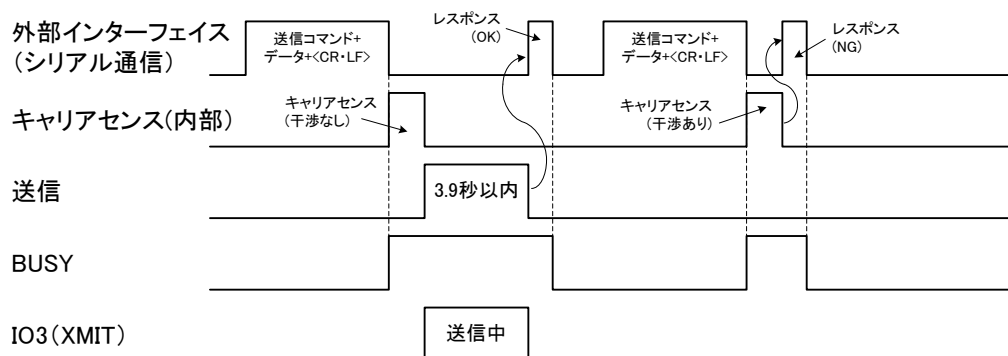 外部インターフェイス
(シリアル通信)
送信コマンド+
データ+<CR・LF>
レスポンス
(OK)
送信コマンド+
データ+<CR・LF>
レスポンス
(NG)
キャリアセンス(内部)
キャリアセンス
(干渉なし)
キャリアセンス
(干渉あり)
送信
3.9秒以内
BUSY
IO3(XMIT)
送信中